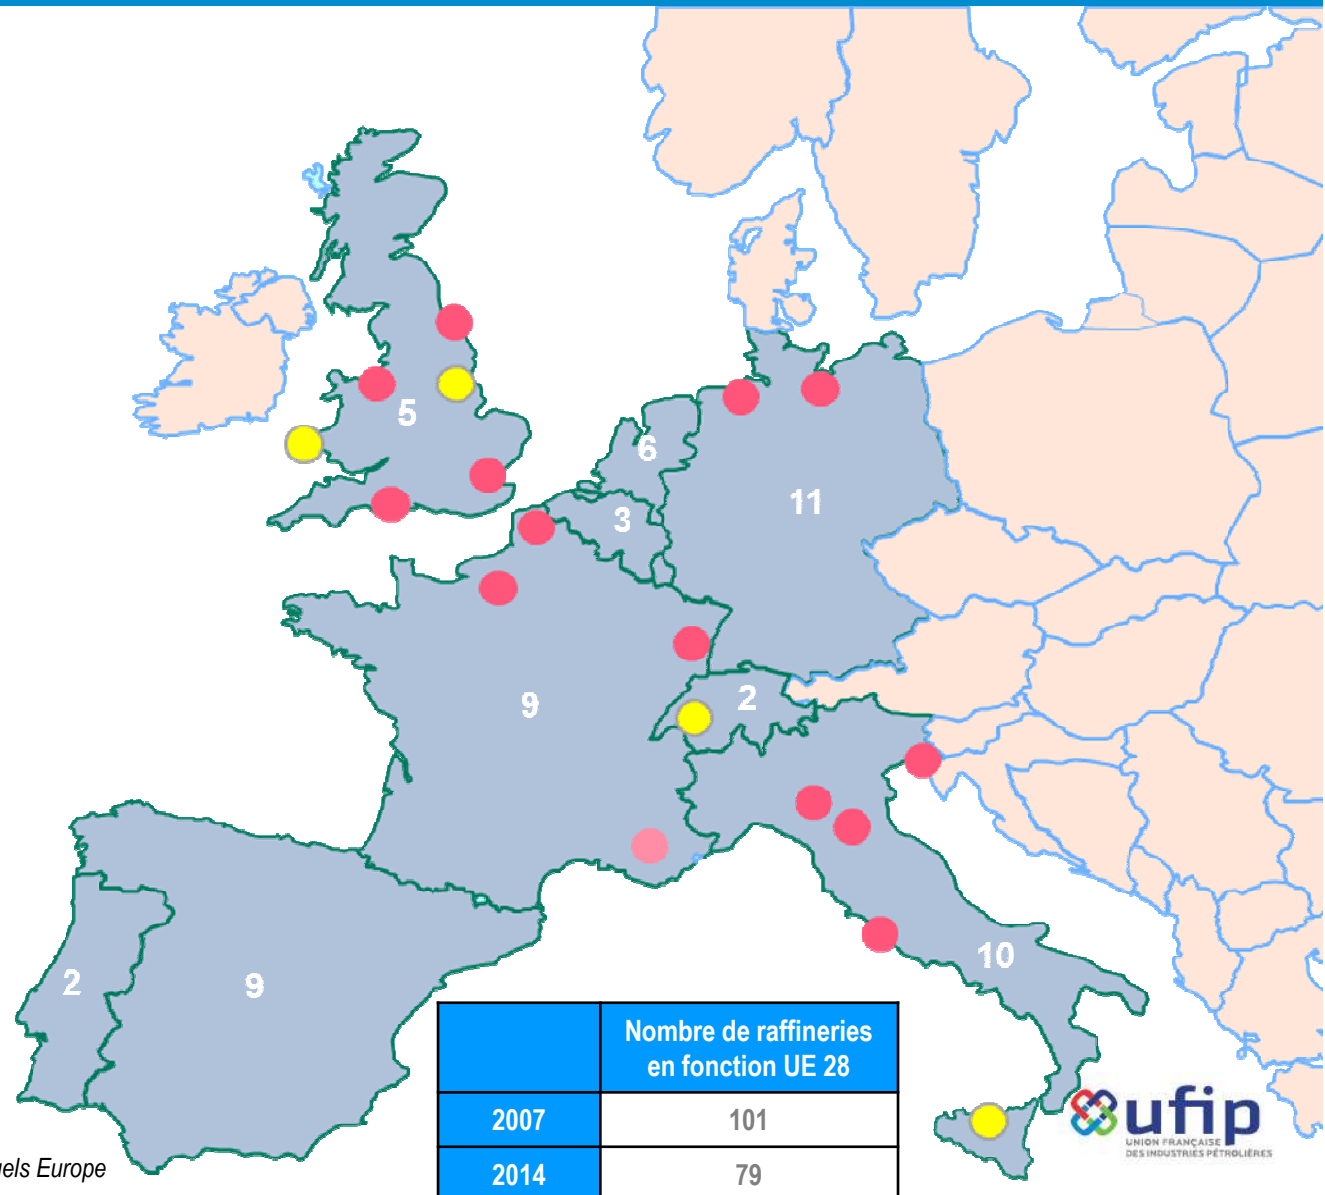 5
6
3
11
9
2
2
9
10
Nombre de raffineries
en fonction UE 28
2007 101
2014 79
ufip
UNION FRANÇAISE
DES INDUSTRIES PÉTROLIÈRES
Europe